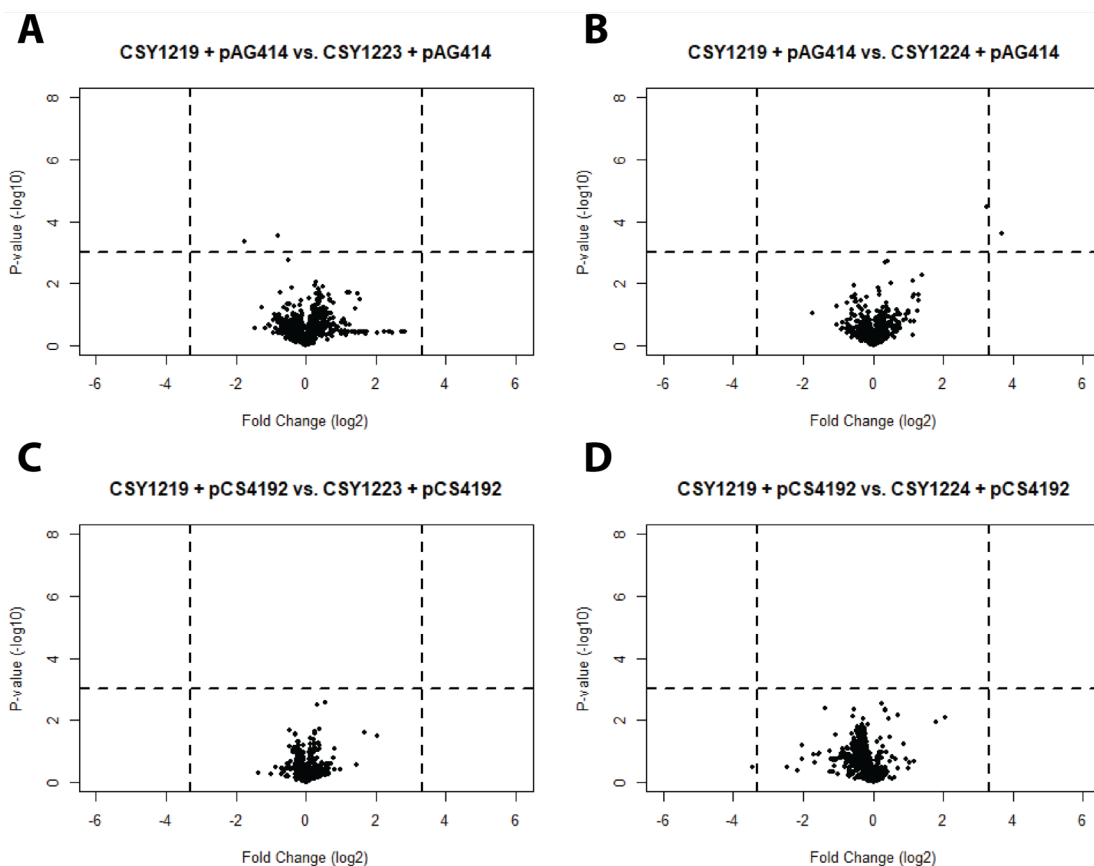 A
B
CSY1219 + pAG414 vs. CSY1223 + pAG414
CSY1219 + pAG414 vs. CSY1224 + pAG414
P-value (-log10)
8
6
4
2
0
-6 -4 -2 0 2 4 6
Fold Change (log2)
P-value (-log10)
8
6
4
2
0
-6 -4 -2 0 2 4 6
Fold Change (log2)
C
D
CSY1219 + pCS4192 vs. CSY1223 + pCS4192
CSY1219 + pCS4192 vs. CSY1224 + pCS4192
P-value (-log10)
8
6
4
2
0
-6 -4 -2 0 2 4 6
Fold Change (log2)
P-value (-log10)
8
6
4
2
0
-6 -4 -2 0 2 4 6
Fold Change (log2)